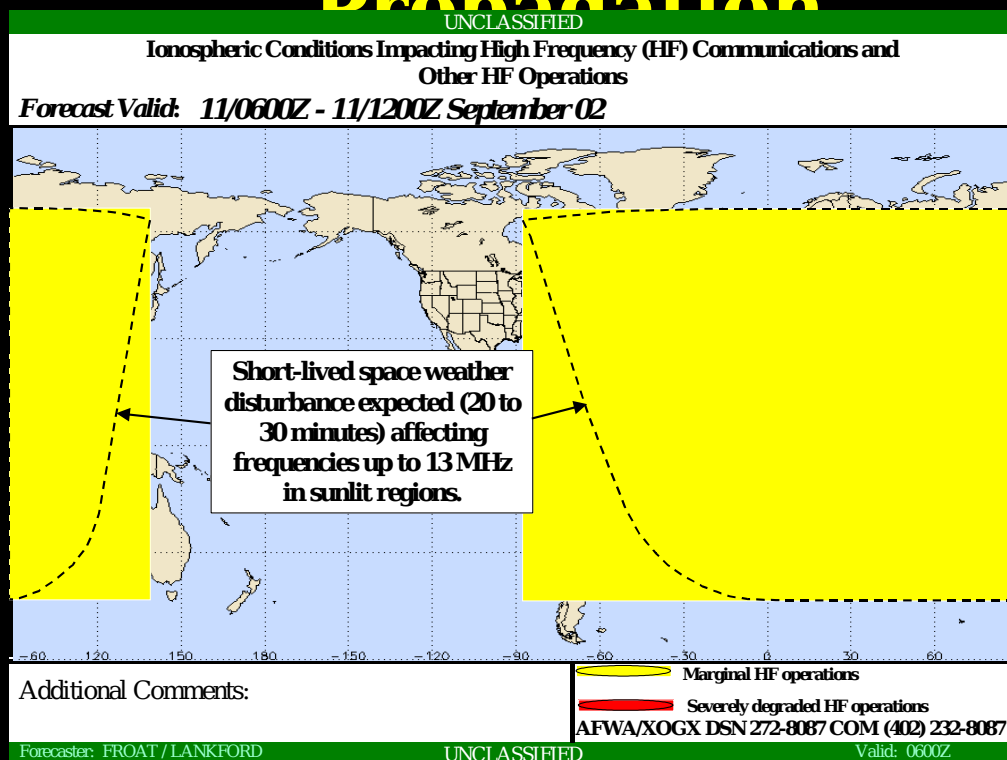 Propagation
UNCLASSIFIED
Ionospheric Conditions Impacting High Frequency (HF) Communications and
Other HF Operations
Forecast Valid: 11/0600Z - 11/1200Z September 02
Short-lived space weather
disturbance expected (20 to
30 minutes) affecting
frequencies up to 13 MHz
in sunlit regions.
-60 120 150 180 -150 -120 -90 -60 -30 0 30 60
Additional Comments:
Marginal HF operations
Severely degraded HF operations
AFWA/XOGX DSN 272-8087 COM (402) 232-8087
Forecaster: FROAT / LANKFORD
UNCLASSIFIED
Valid: 0600Z